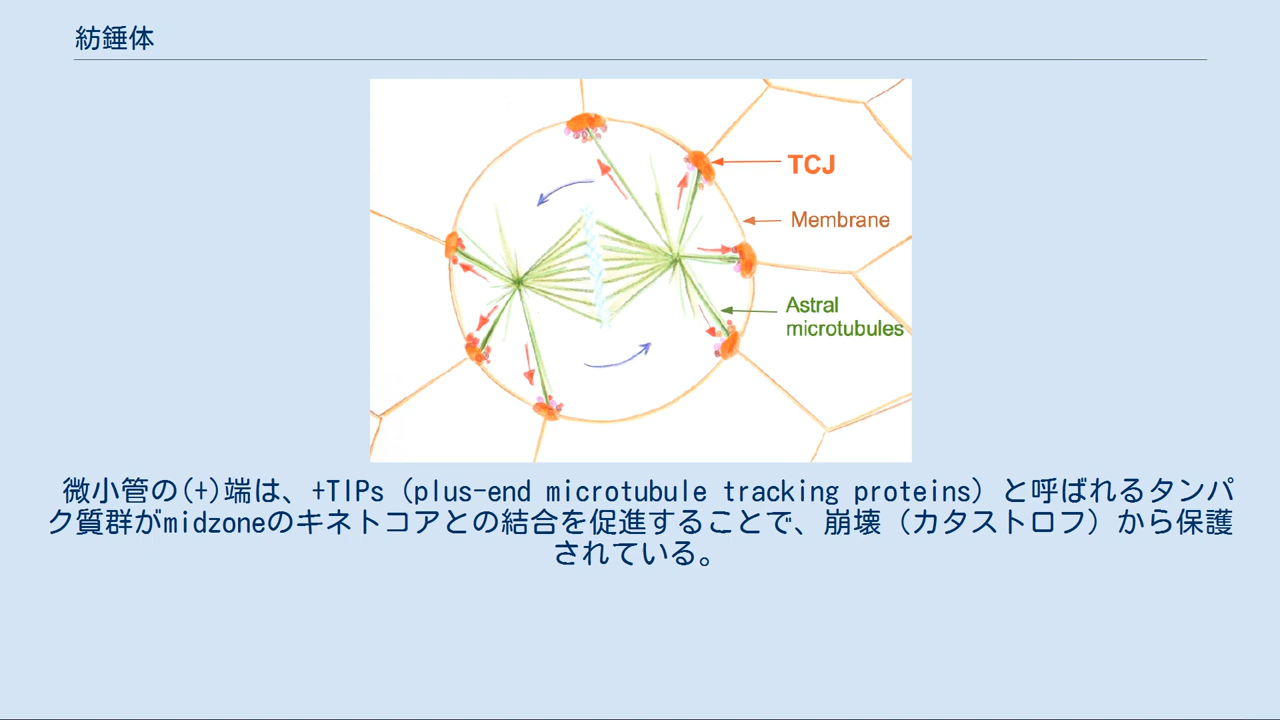 紡錘体
TCJ
Membrane
Astral
microtubules
微小管の(+)端は、+TIPs (plus-end microtubule tracking proteins) と呼ばれるタンパ
ク質群がmidzoneのキネトコアとの結合を促進することで、崩壊（カタストロフ）から保護
されている。